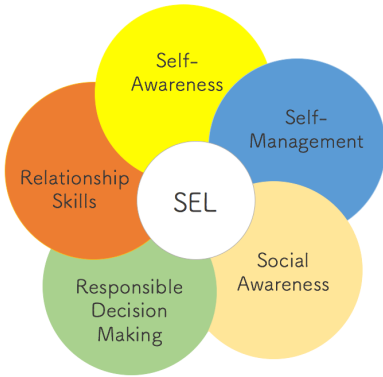 Self-
Awareness
Self-
Management
Relationship
Skills
SEL
Social
Awareness
Responsible
Decision
Making